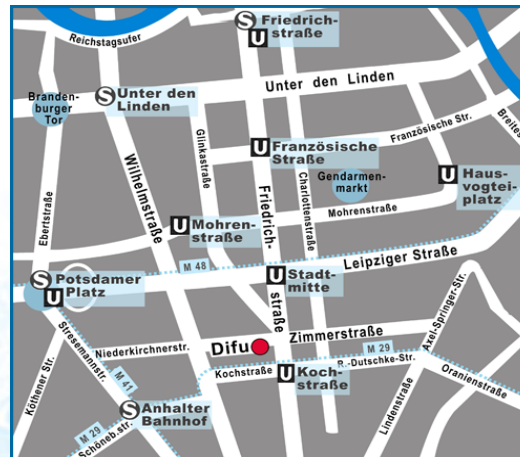 Reichstagsufer
S Friedrich-
U straße
Branden-
burger
Tor
S Unter den
Linden
Unter den Linden
Glinkastraße
Französische Str.
Breites
U Französische
Straße
Wilhelmstraße
Gendarmen-
markt
U Haus-
vogtei-
platz
Charlottenstraße
Friedrich-
straße
Ebertstraße
U Mohren-
straße
Mohrenstraße
M 48
Leipziger Straße
S Potsdamer
U Platz
U Stadt-
mitte
Axel-Springer-Str.
Stresemannstr.
Niederkirchnerstr.
Difu
Zimmerstraße
M 29
Kochstraße
R.-Dutschke-Str.
U Koch-
straße
Oranienstraße
Köthener Str.
M 41
Lindenstraße
S Anhalter
Bahnhof
M 29
Schöneb.str.